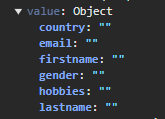 ▼ value: Object
country: ""
email: ""
firstname: ""
gender: ""
hobbies: ""
lastname: ""